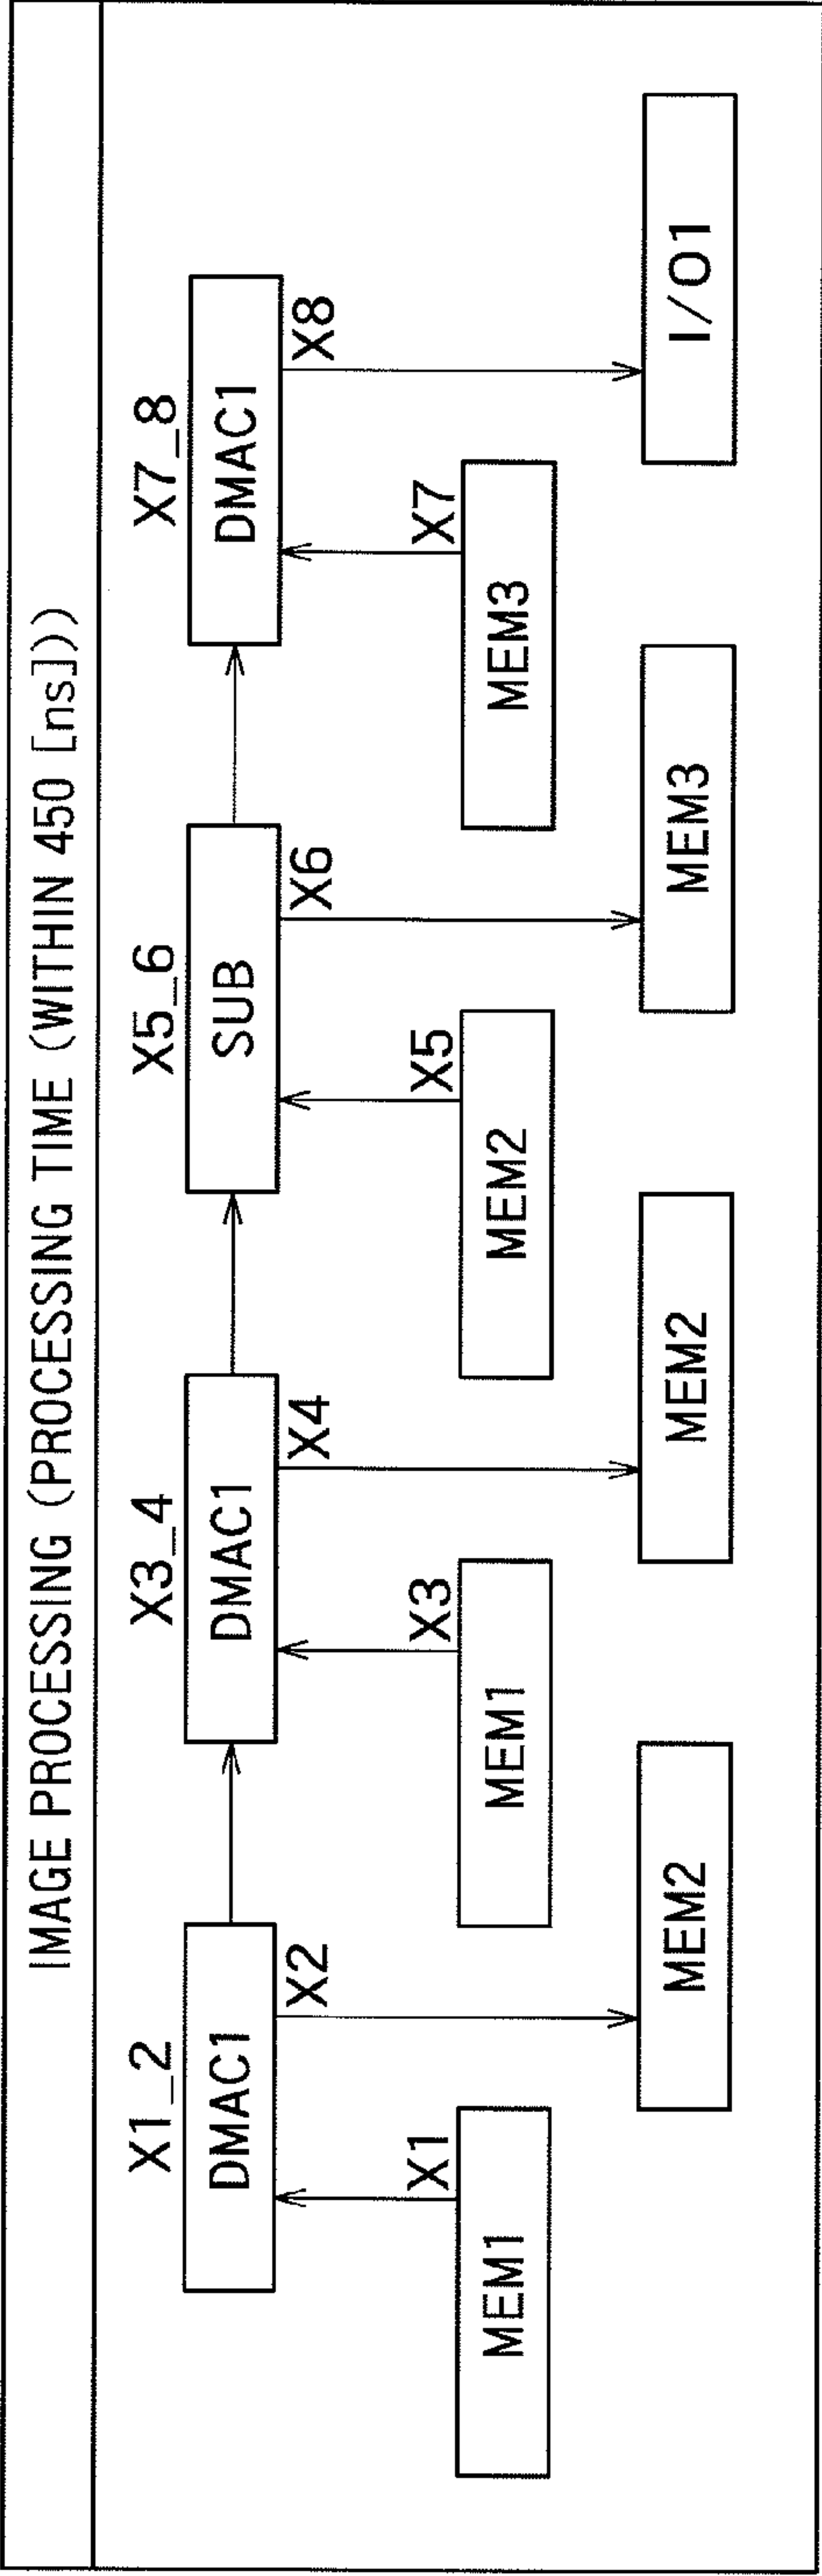 IMAGE PROCESSING (PROCESSING TIME (WITHIN 450 [ns]))
X1_2
DMAC1
X1
MEM1
X2
MEM2
X3_4
DMAC1
X3
MEM1
X4
MEM2
X5_6
SUB
X5
MEM2
X6
MEM3
X7_8
DMAC1
X7
MEM3
X8
I/O1